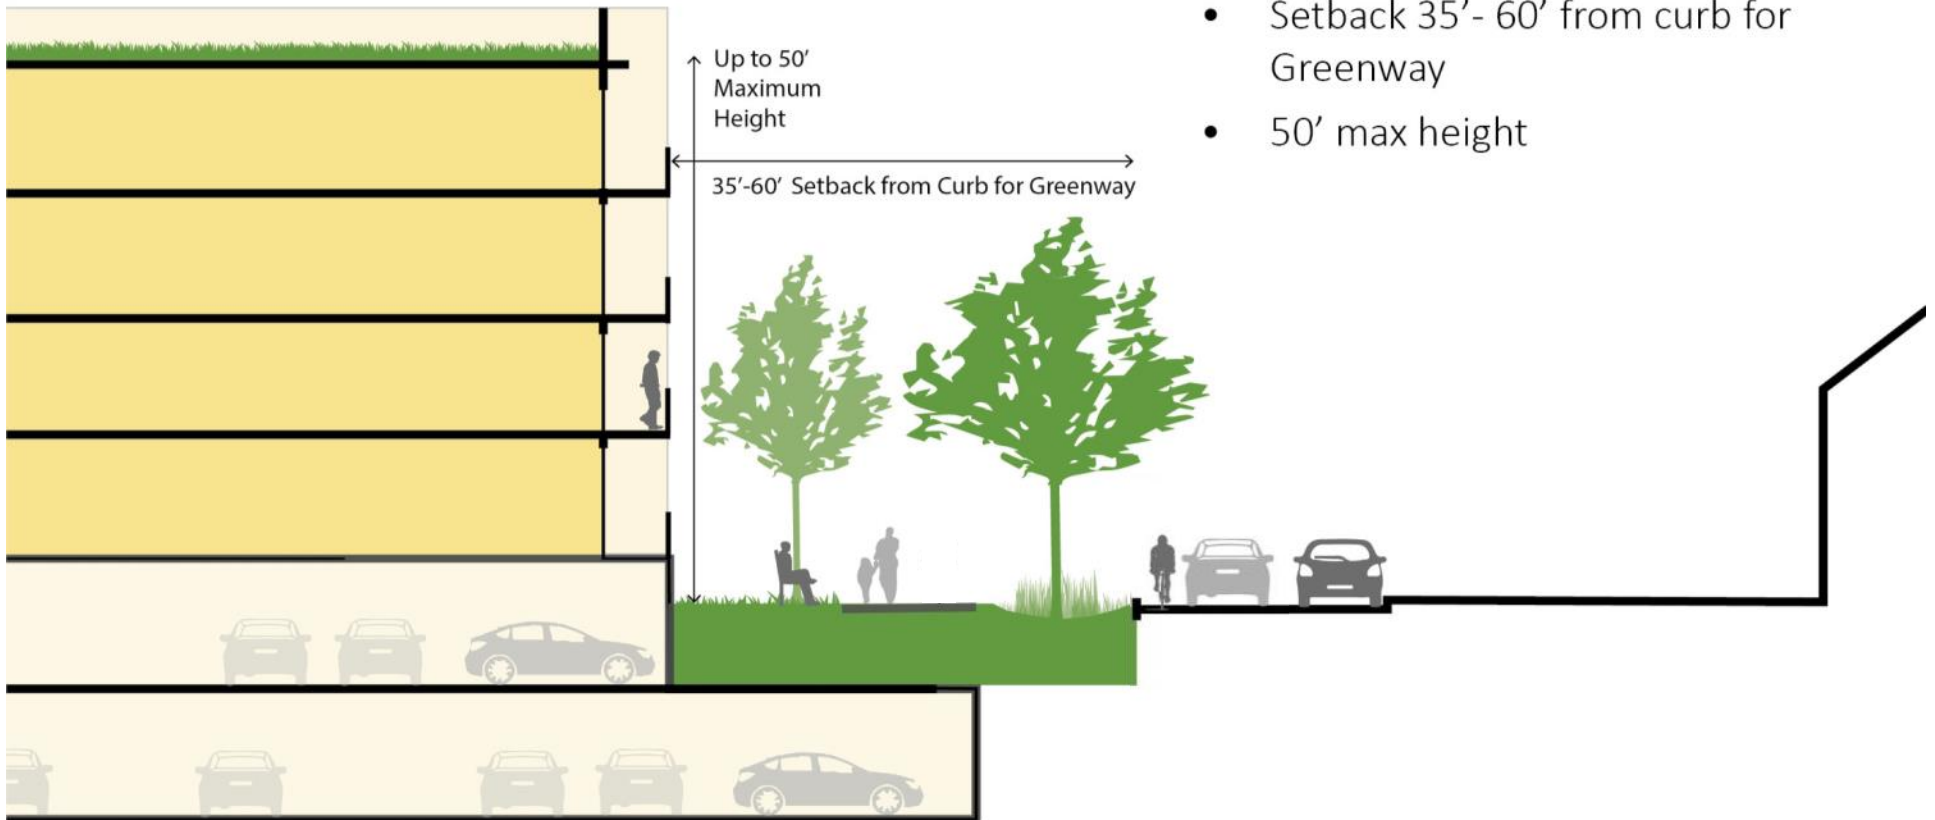 • Setback 35’- 60’ from curb for
Greenway
• 50’ max height
Up to 50’
Maximum
Height
35’-60’ Setback from Curb for Greenway